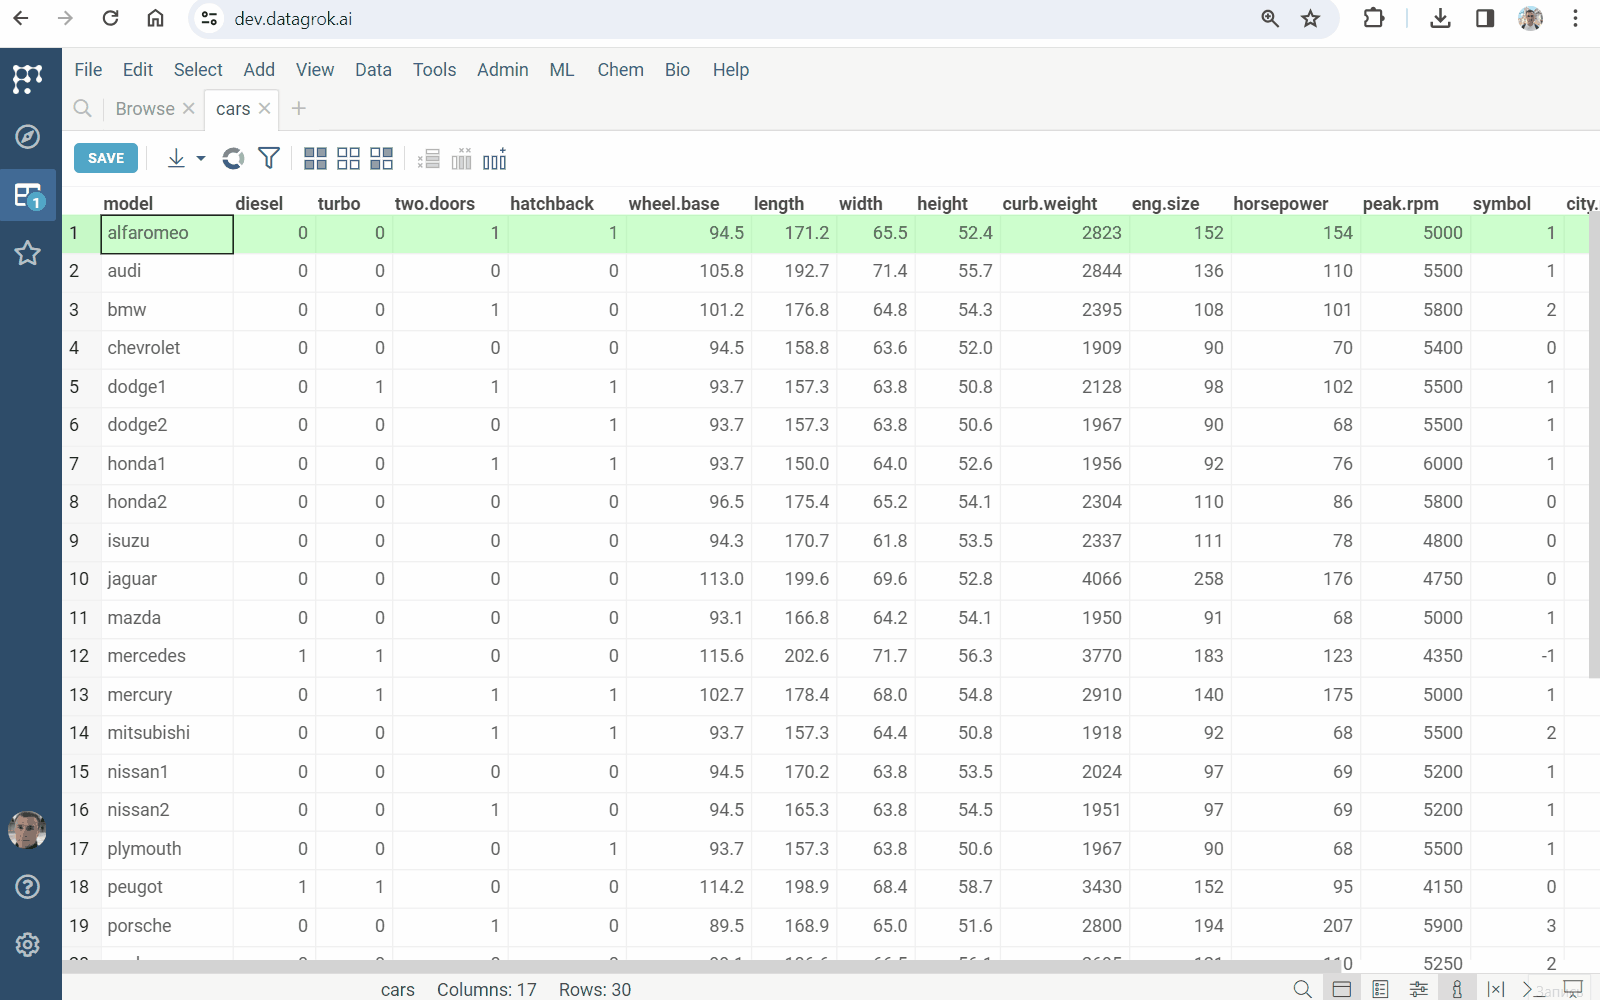 dev.datagrok.ai
File Edit Select Add View Data Tools Admin ML Chem Bio Help
Browse cars
SAVE
model diesel turbo two.doors hatchback wheel.base length width height curb.weight eng.size horsepower peak.rpm symbol city.
1 alfaromeo 0 0 1 1 94.5 171.2 65.5 52.4 2823 152 154 5000 1
2 audi 0 0 0 0 105.8 192.7 71.4 55.7 2844 136 110 5500 1
3 bmw 0 0 1 0 101.2 176.8 64.8 54.3 2395 108 101 5800 2
4 chevrolet 0 0 0 0 94.5 158.8 63.6 52.0 1909 90 70 5400 0
5 dodge1 0 1 1 1 93.7 157.3 63.8 50.8 2128 98 102 5500 1
6 dodge2 0 0 0 1 93.7 157.3 63.8 50.6 1967 90 68 5500 1
7 honda1 0 0 1 1 93.7 150.0 64.0 52.6 1956 92 76 6000 1
8 honda2 0 0 0 0 96.5 175.4 65.2 54.1 2304 110 86 5800 0
9 isuzu 0 0 0 0 94.3 170.7 61.8 53.5 2337 111 78 4800 0
10 jaguar 0 0 0 0 113.0 199.6 69.6 52.8 4066 258 176 4750 0
11 mazda 0 0 0 0 93.1 166.8 64.2 54.1 1950 91 68 5000 1
12 mercedes 1 1 0 0 115.6 202.6 71.7 56.3 3770 183 123 4350 -1
13 mercury 0 1 1 1 102.7 178.4 68.0 54.8 2910 140 175 5000 1
14 mitsubishi 0 0 1 1 93.7 157.3 64.4 50.8 1918 92 68 5500 2
15 nissan1 0 0 0 0 94.5 170.2 63.8 53.5 2024 97 69 5200 1
16 nissan2 0 0 1 0 94.5 165.3 63.8 54.5 1951 97 69 5200 1
17 plymouth 0 0 0 1 93.7 157.3 63.8 50.6 1967 90 68 5500 1
18 peugot 1 1 0 0 114.2 198.9 68.4 58.7 3430 152 95 4150 0
19 porsche 0 0 1 0 89.5 168.9 65.0 51.6 2800 194 207 5900 3
5250 2
cars Columns: 17 Rows: 30